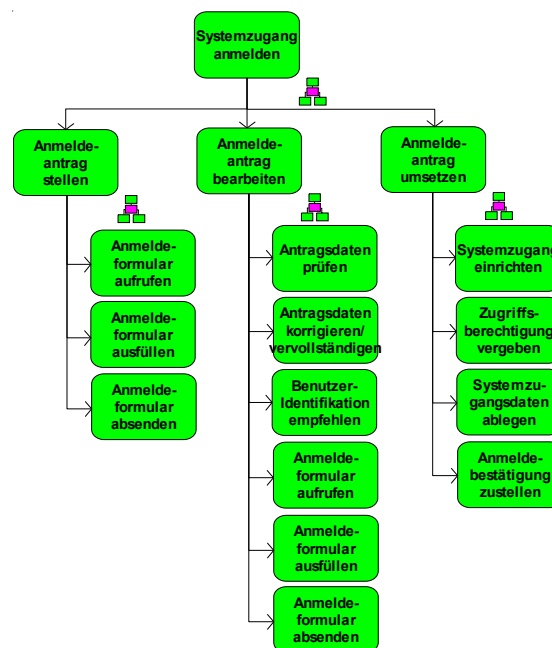 Systemzugang
anmelden
Anmelde-
antrag
stellen
Anmelde-
antrag
bearbeiten
Anmelde-
antrag
umsetzen
Anmelde-
formular
aufrufen
Anmelde-
formular
ausfüllen
Anmelde-
formular
absenden
Antragsdaten
prüfen
Antragsdaten
korrigieren/
vervollständigen
Benutzer-
Identifikation
empfehlen
Anmelde-
formular
aufrufen
Anmelde-
formular
ausfüllen
Anmelde-
formular
absenden
Systemzugang
einrichten
Zugriffs-
berechtigung
vergeben
Systemzu-
gangsdaten
ablegen
Anmelde-
bestätigung
zustellen